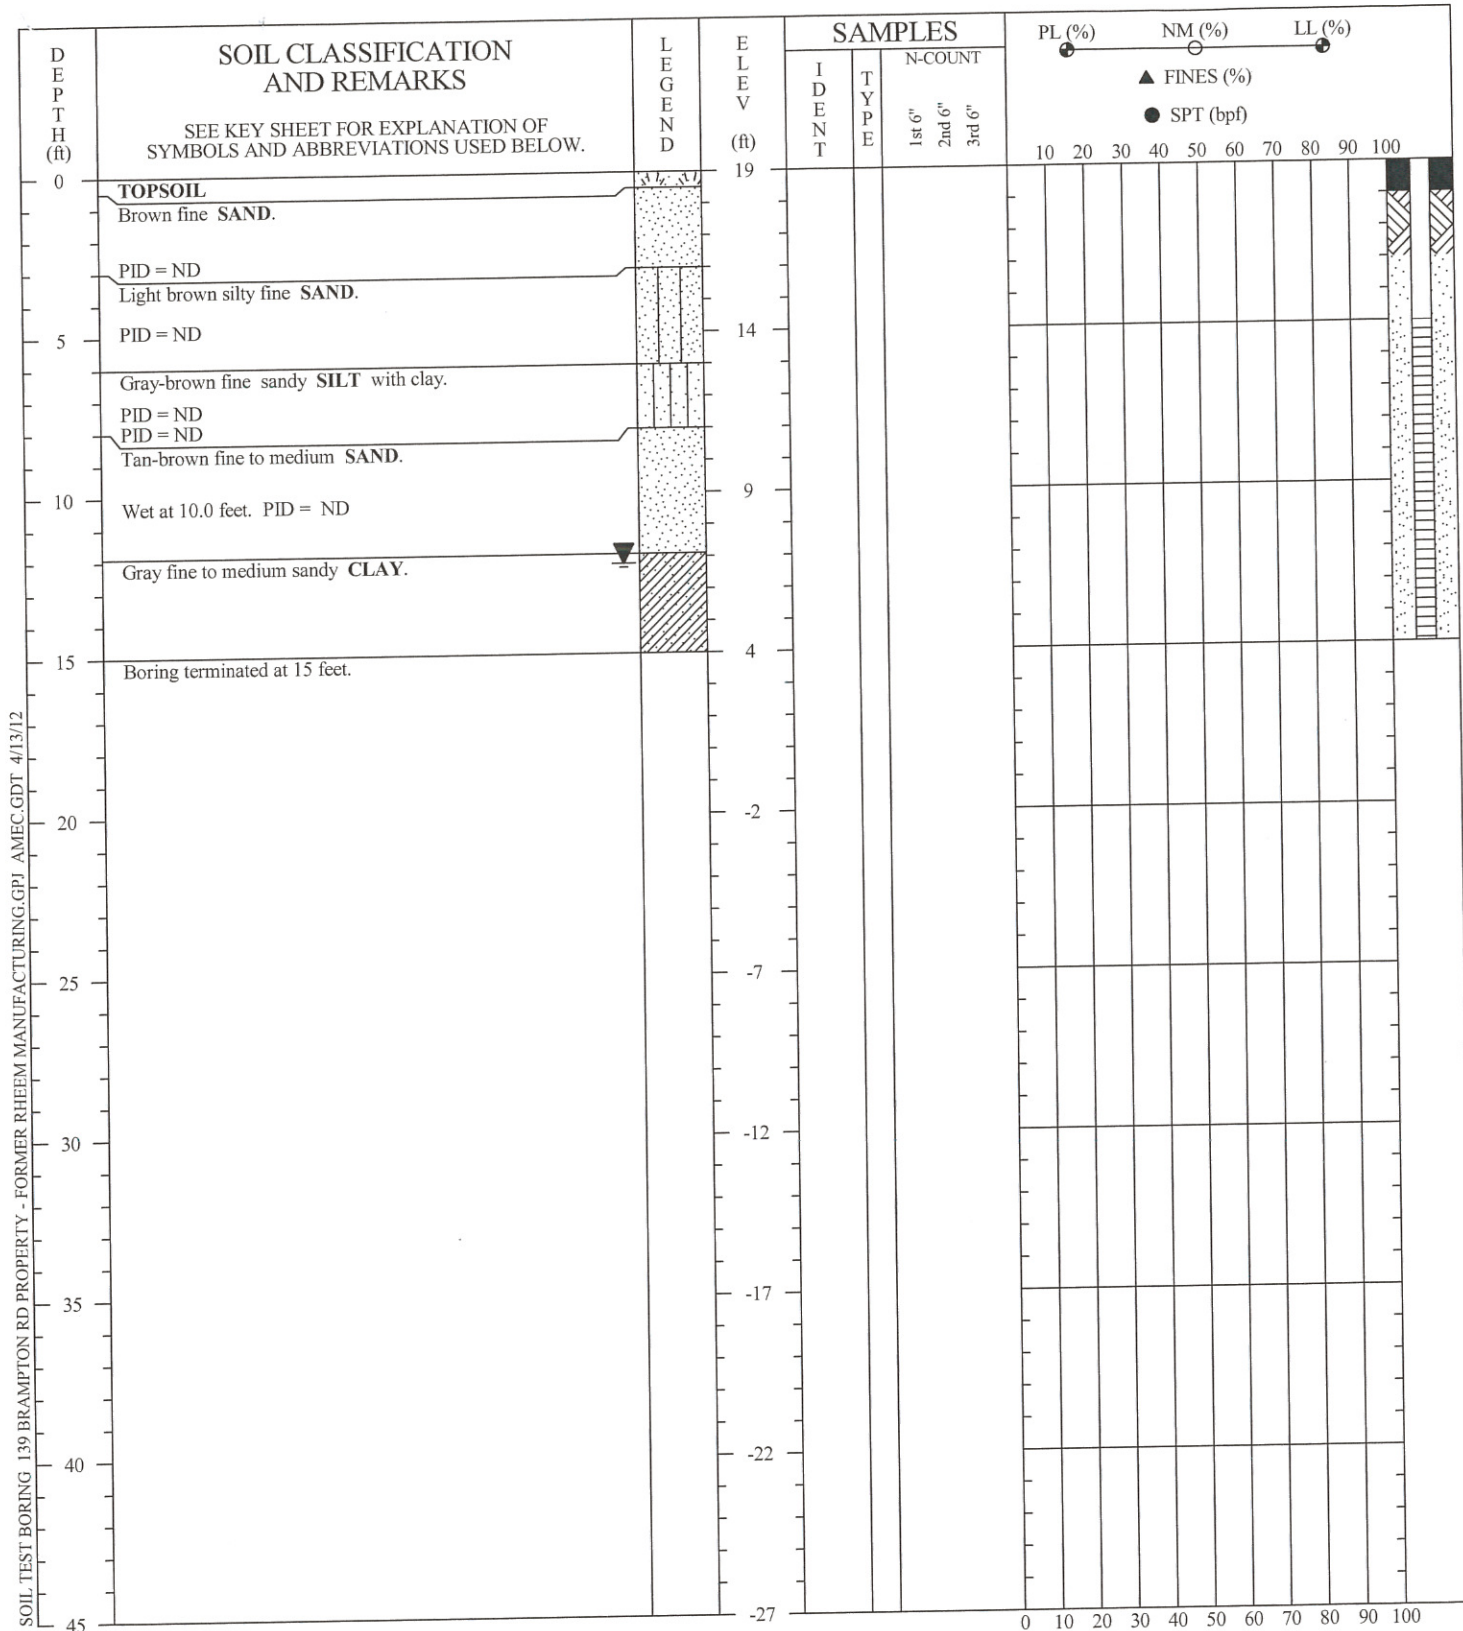 DEPTH
(ft)
SOIL CLASSIFICATION
AND REMARKS
SEE KEY SHEET FOR EXPLANATION OF
SYMBOLS AND ABBREVIATIONS USED BELOW.
LEGEND
ELEV
(ft)
SAMPLES
IDENT
TYPE
N-COUNT
1st 6"
2nd 6"
3rd 6"
PL (%) NM (%) LL (%)
▲ FINES (%)
● SPT (bpf)
10 20 30 40 50 60 70 80 90 100
0 19
TOPSOIL
Brown fine SAND.
PID = ND
Light brown silty fine SAND.
5 PID = ND 14
Gray-brown fine sandy SILT with clay.
PID = ND
PID = ND
Tan-brown fine to medium SAND.
10 Wet at 10.0 feet. PID = ND 9
Gray fine to medium sandy CLAY.
15 4
Boring terminated at 15 feet.
20 -2
25 -7
30 -12
35 -17
40 -22
45 -27
0 10 20 30 40 50 60 70 80 90 100
SOIL TEST BORING 139 BRAMPTON RD PROPERTY - FORMER RHEEM MANUFACTURING.GPJ AMEC.GDT 4/13/12